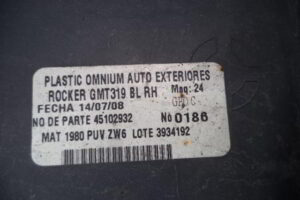 PLASTIC OMNIUM AUTO EXTERIORES
ROCKER GMT319 BL RH Maq: 24
FECHA 14/07/08
NO DE PARTE 45102932 No 0186
MAT 1980 PUV ZW6 LOTE 3934192